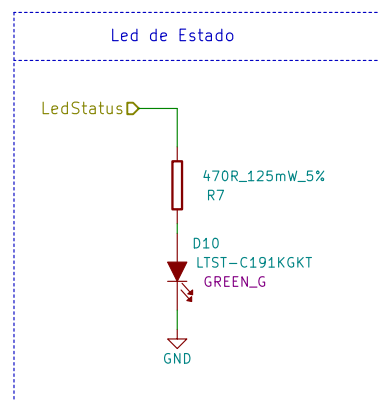 Led de Estado
LedStatus
470R_125mW_5%
R7
D10
LTST-C191KGKT
GREEN_G
GND